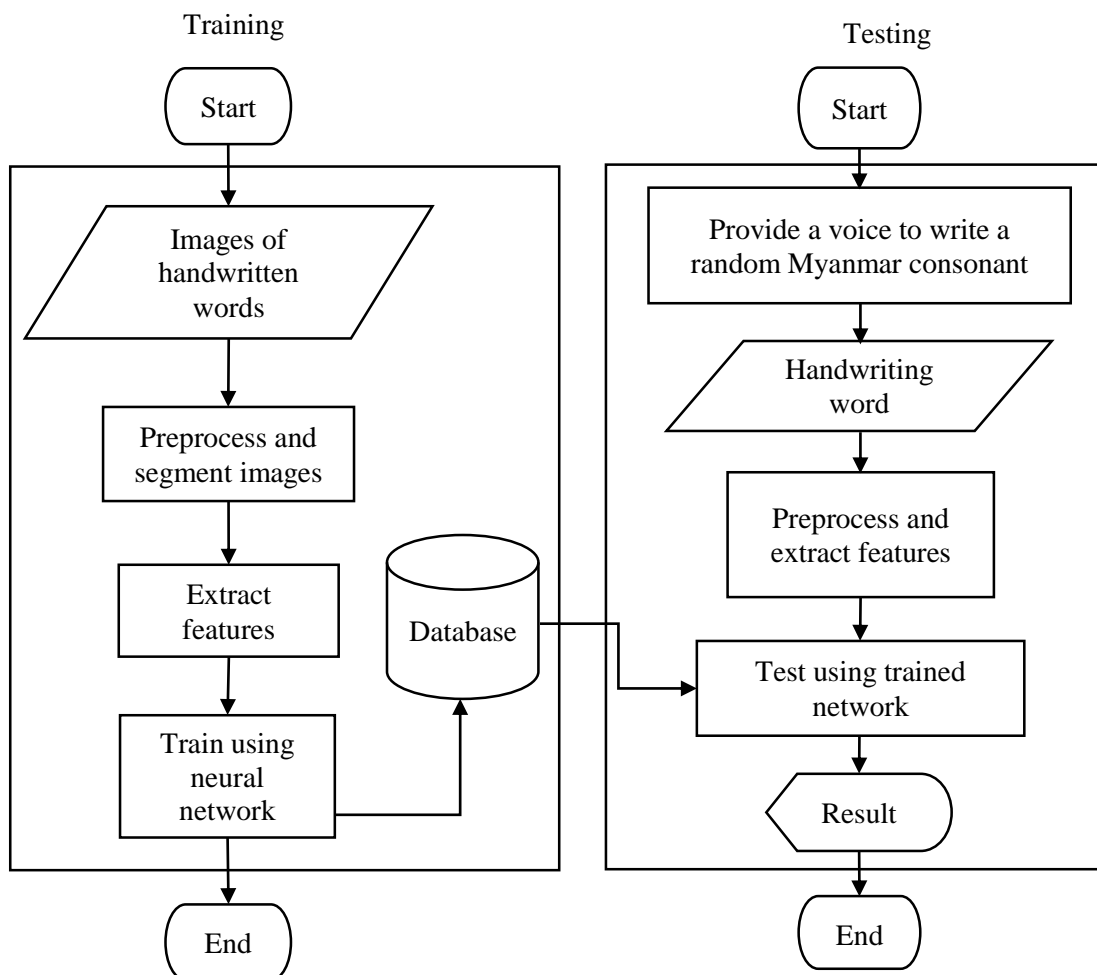 Training
Start
Images of
handwritten
words
Preprocess and
segment images
Extract
features
Database
Train using
neural
network
End
Testing
Start
Provide a voice to write a
random Myanmar consonant
Handwriting
word
Preprocess and
extract features
Test using trained
network
Result
End